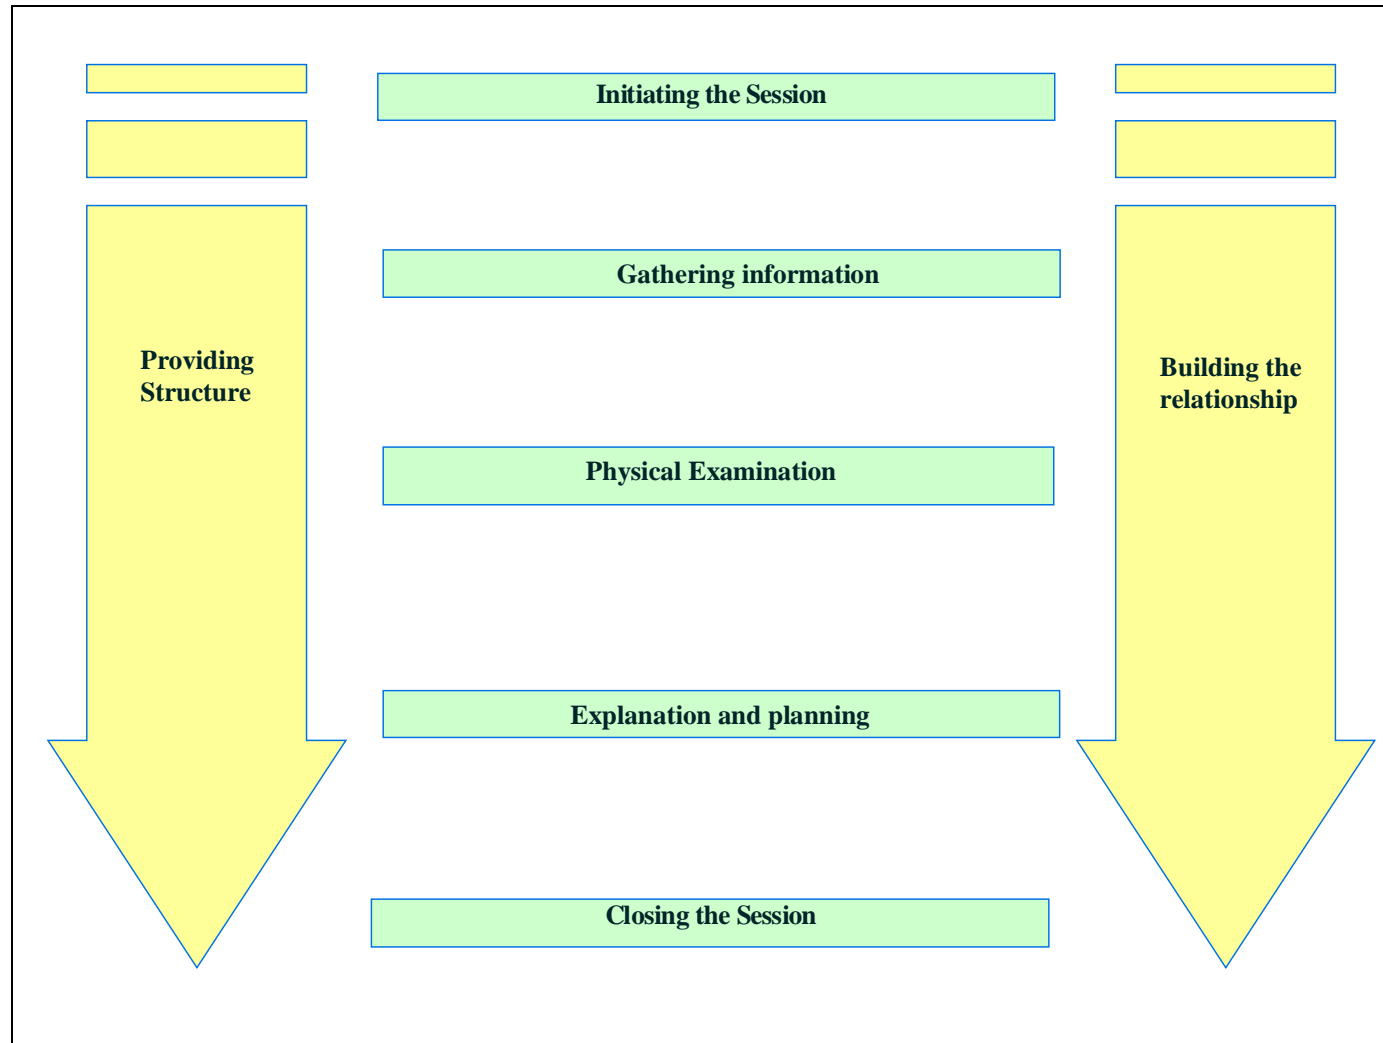 Initiating the Session
Gathering information
Providing
Structure
Building the
relationship
Physical Examination
Explanation and planning
Closing the Session